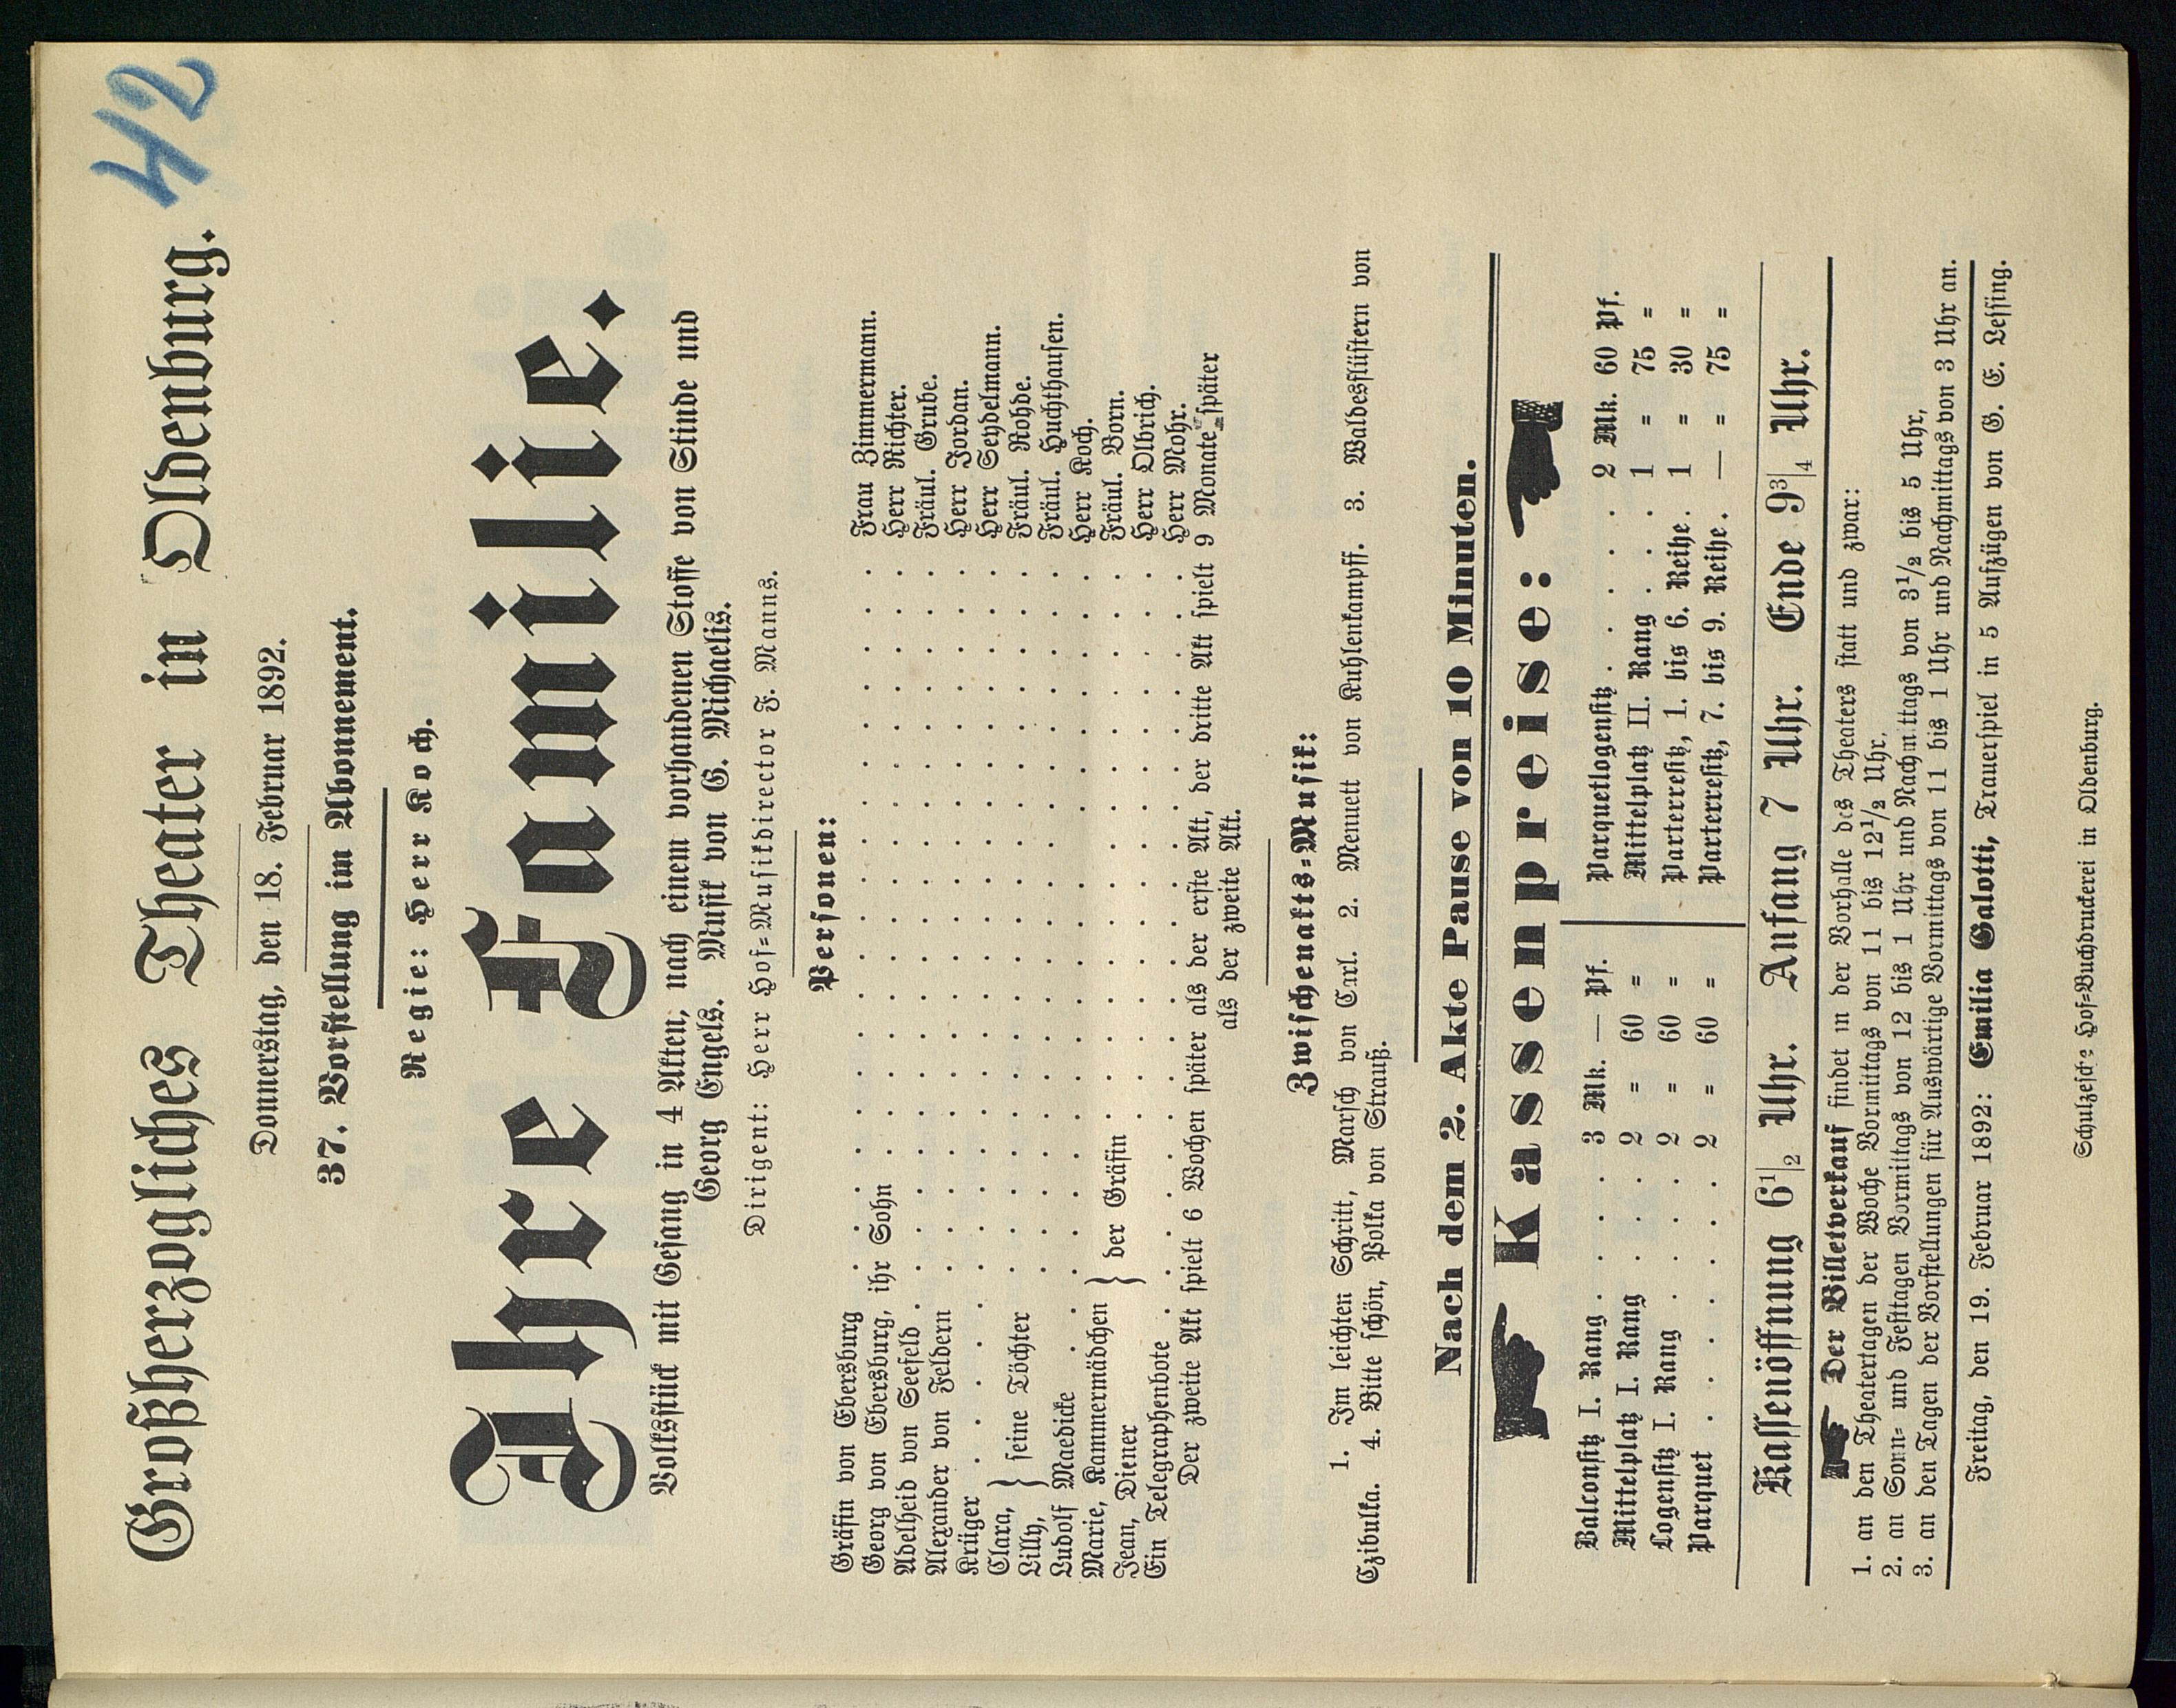 42
Großherzogliches Theater in Oldenburg.
Donnerstag, den 18. Februar 1892.
37. Vorstellung im Abonnement.
Regie: Herr Koch.
Ihre Familie.
Volksstück mit Gesang in 4 Akten, nach einem vorhandenen Stoffe von Stinde und
Georg Engels. Musik von G. Michaelis.
Dirigent: Herr Hof=Musikdirector F. Manns.
Personen:
Gräfin von Ebersburg . . . . . . . . . . Frau Zimmermann.
Georg von Ebersburg, ihr Sohn . . . . . . . . . . Herr Richter.
Adelheid von Seefeld . . . . . . . . . . Fräul. Grube.
Alexander von Feldern . . . . . . . . . . Herr Jordan.
Krüger . . . . . . . . . . Herr Seydelmann.
Clara, } seine Töchter . . . . . . . . . . Fräul. Rohde.
Lilly, } . . . . . . . . . . Fräul. Huchthausen.
Ludolf Maedicke . . . . . . . . . . Herr Koch.
Marie, Kammermädchen } der Gräfin . . . . . . . . . . Fräul. Born.
Jean, Diener } . . . . . . . . . . Herr Olbrich.
Ein Telegraphenbote . . . . . . . . . . Herr Mohr.
Der zweite Akt spielt 6 Wochen später als der erste Akt, der dritte Akt spielt 9 Monate später
als der zweite Akt.
Zwischenakts=Musik:
1. Im leichten Schritt, Marsch von Carl. 2. Menuett von Kuhlenkampff. 3. Waldesflüstern von
Czibulka. 4. Bitte schön, Polka von Strauß.
Nach dem 2. Akte Pause von 10 Minuten.
Kassenpreise:
Balconsitz I. Rang . . . . 3 Mk. — Pf.
Mittelplatz I. Rang . . . 2 = 60 =
Logensitz I. Rang . . . . 2 = 60 =
Parquet . . . . . . . 2 = 60 =
Parquetlogensitz . . . . . 2 Mk. 60 Pf.
Mittelplatz II. Rang . . . 1 = 75 =
Parterresitz, 1. bis 6. Reihe . 1 = 30 =
Parterresitz, 7. bis 9. Reihe . — = 75 =
Kassenöffnung 6 1/2 Uhr. Anfang 7 Uhr. Ende 9 3/4 Uhr.
Der Billetverkauf findet in der Vorhalle des Theaters statt und zwar:
1. an den Theatertagen der Woche Vormittags von 11 bis 12 1/2 Uhr,
2. an Sonn= und Festtagen Vormittags von 12 bis 1 Uhr und Nachmittags von 3 1/2 bis 5 Uhr,
3. an den Tagen der Vorstellungen für Auswärtige Vormittags von 11 bis 1 Uhr und Nachmittags von 3 Uhr an.
Freitag, den 19. Februar 1892: Emilia Galotti, Trauerspiel in 5 Aufzügen von G. E. Lessing.
Schulzesche Hof=Buchdruckerei in Oldenburg.